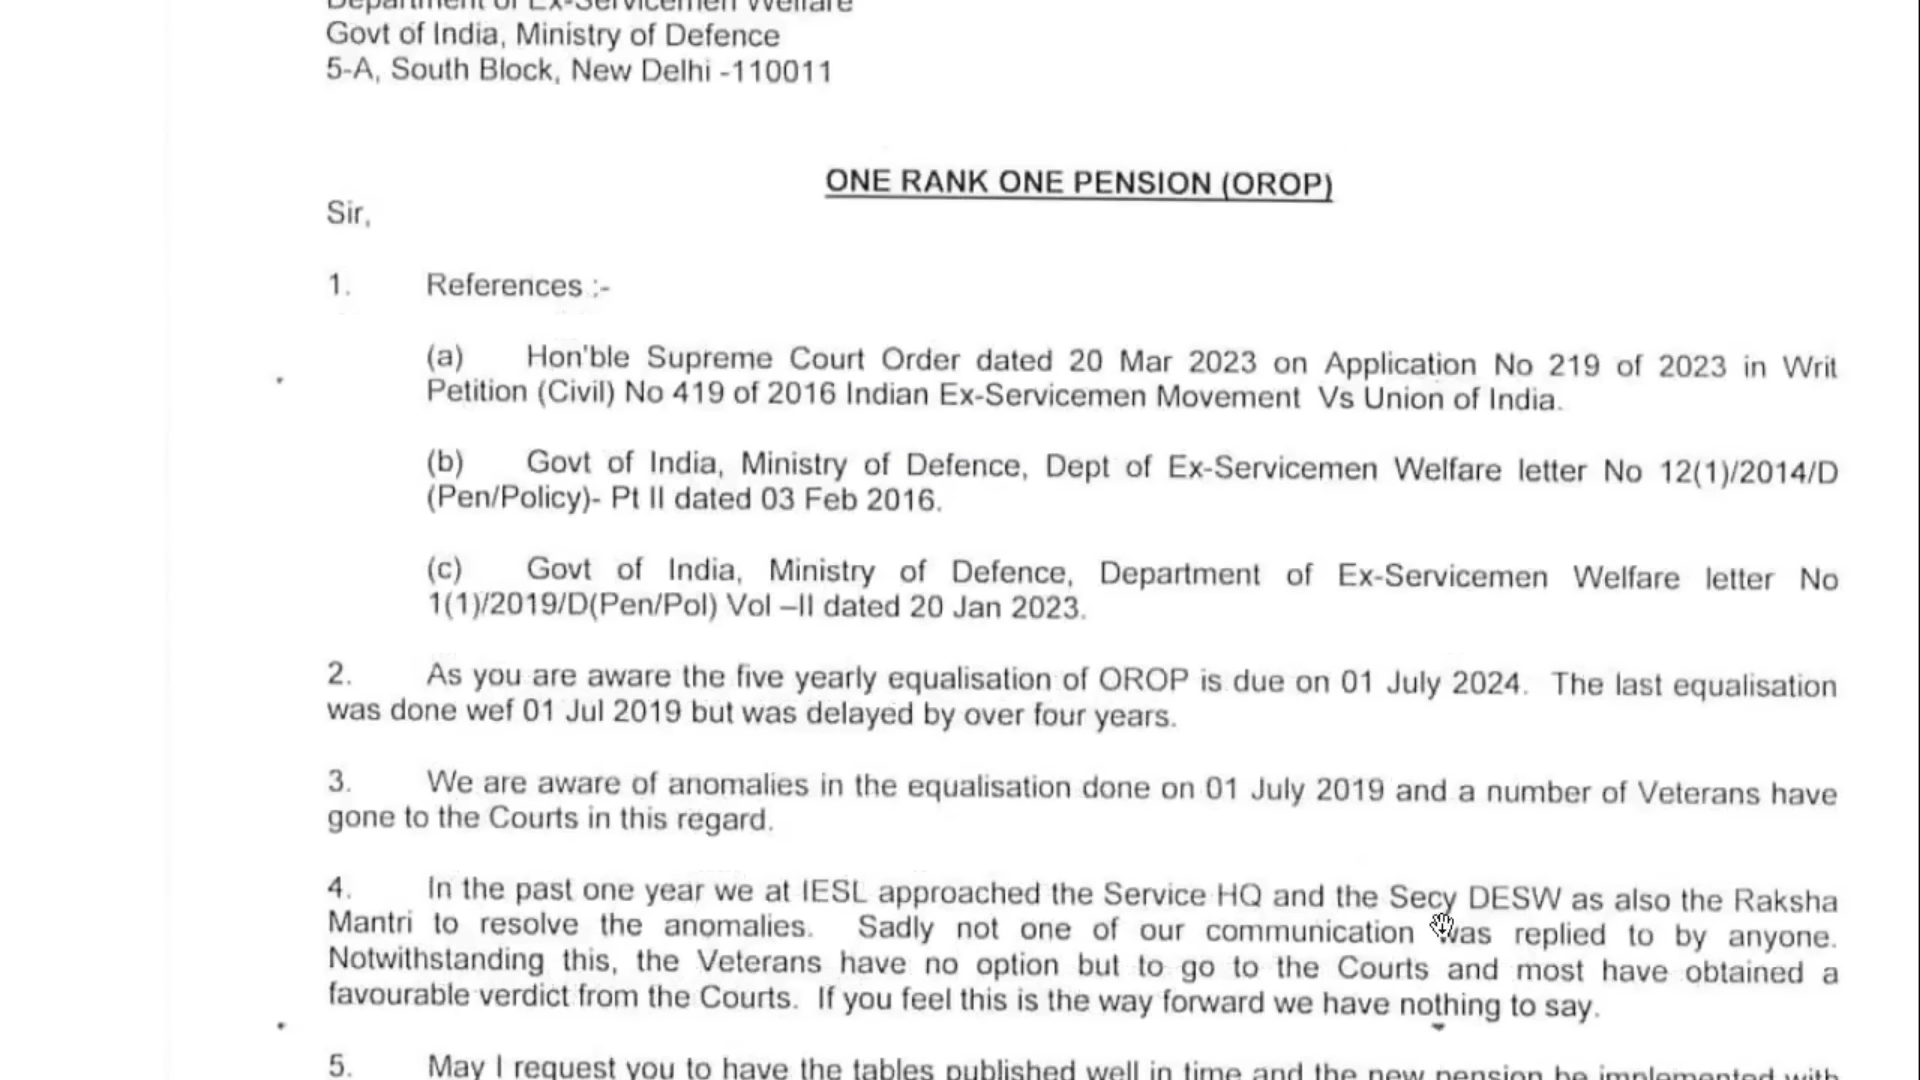 Department of Ex-Servicemen Welfare
Govt of India, Ministry of Defence
5-A, South Block, New Delhi -110011
ONE RANK ONE PENSION (OROP)
Sir,
1. References :-
(a) Hon'ble Supreme Court Order dated 20 Mar 2023 on Application No 219 of 2023 in Writ
Petition (Civil) No 419 of 2016 Indian Ex-Servicemen Movement Vs Union of India.
(b) Govt of India, Ministry of Defence, Dept of Ex-Servicemen Welfare letter No 12(1)/2014/D
(Pen/Policy)- Pt II dated 03 Feb 2016.
(c) Govt of India, Ministry of Defence, Department of Ex-Servicemen Welfare letter No
1(1)/2019/D(Pen/Pol) Vol –II dated 20 Jan 2023.
2. As you are aware the five yearly equalisation of OROP is due on 01 July 2024. The last equalisation
was done wef 01 Jul 2019 but was delayed by over four years.
3. We are aware of anomalies in the equalisation done on 01 July 2019 and a number of Veterans have
gone to the Courts in this regard.
4. In the past one year we at IESL approached the Service HQ and the Secy DESW as also the Raksha
Mantri to resolve the anomalies. Sadly not one of our communication was replied to by anyone.
Notwithstanding this, the Veterans have no option but to go to the Courts and most have obtained a
favourable verdict from the Courts. If you feel this is the way forward we have nothing to say.
5. May I request you to have the tables published well in time and the new pension be implemented with